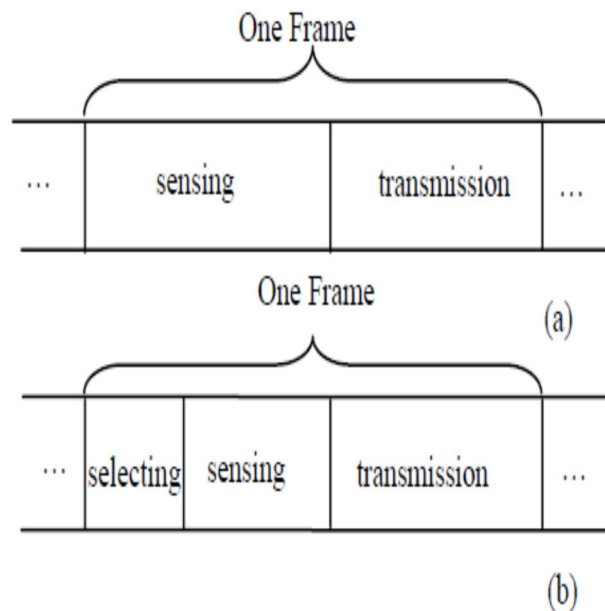 One Frame
… sensing transmission …
(a)
One Frame
… selecting sensing transmission …
(b)